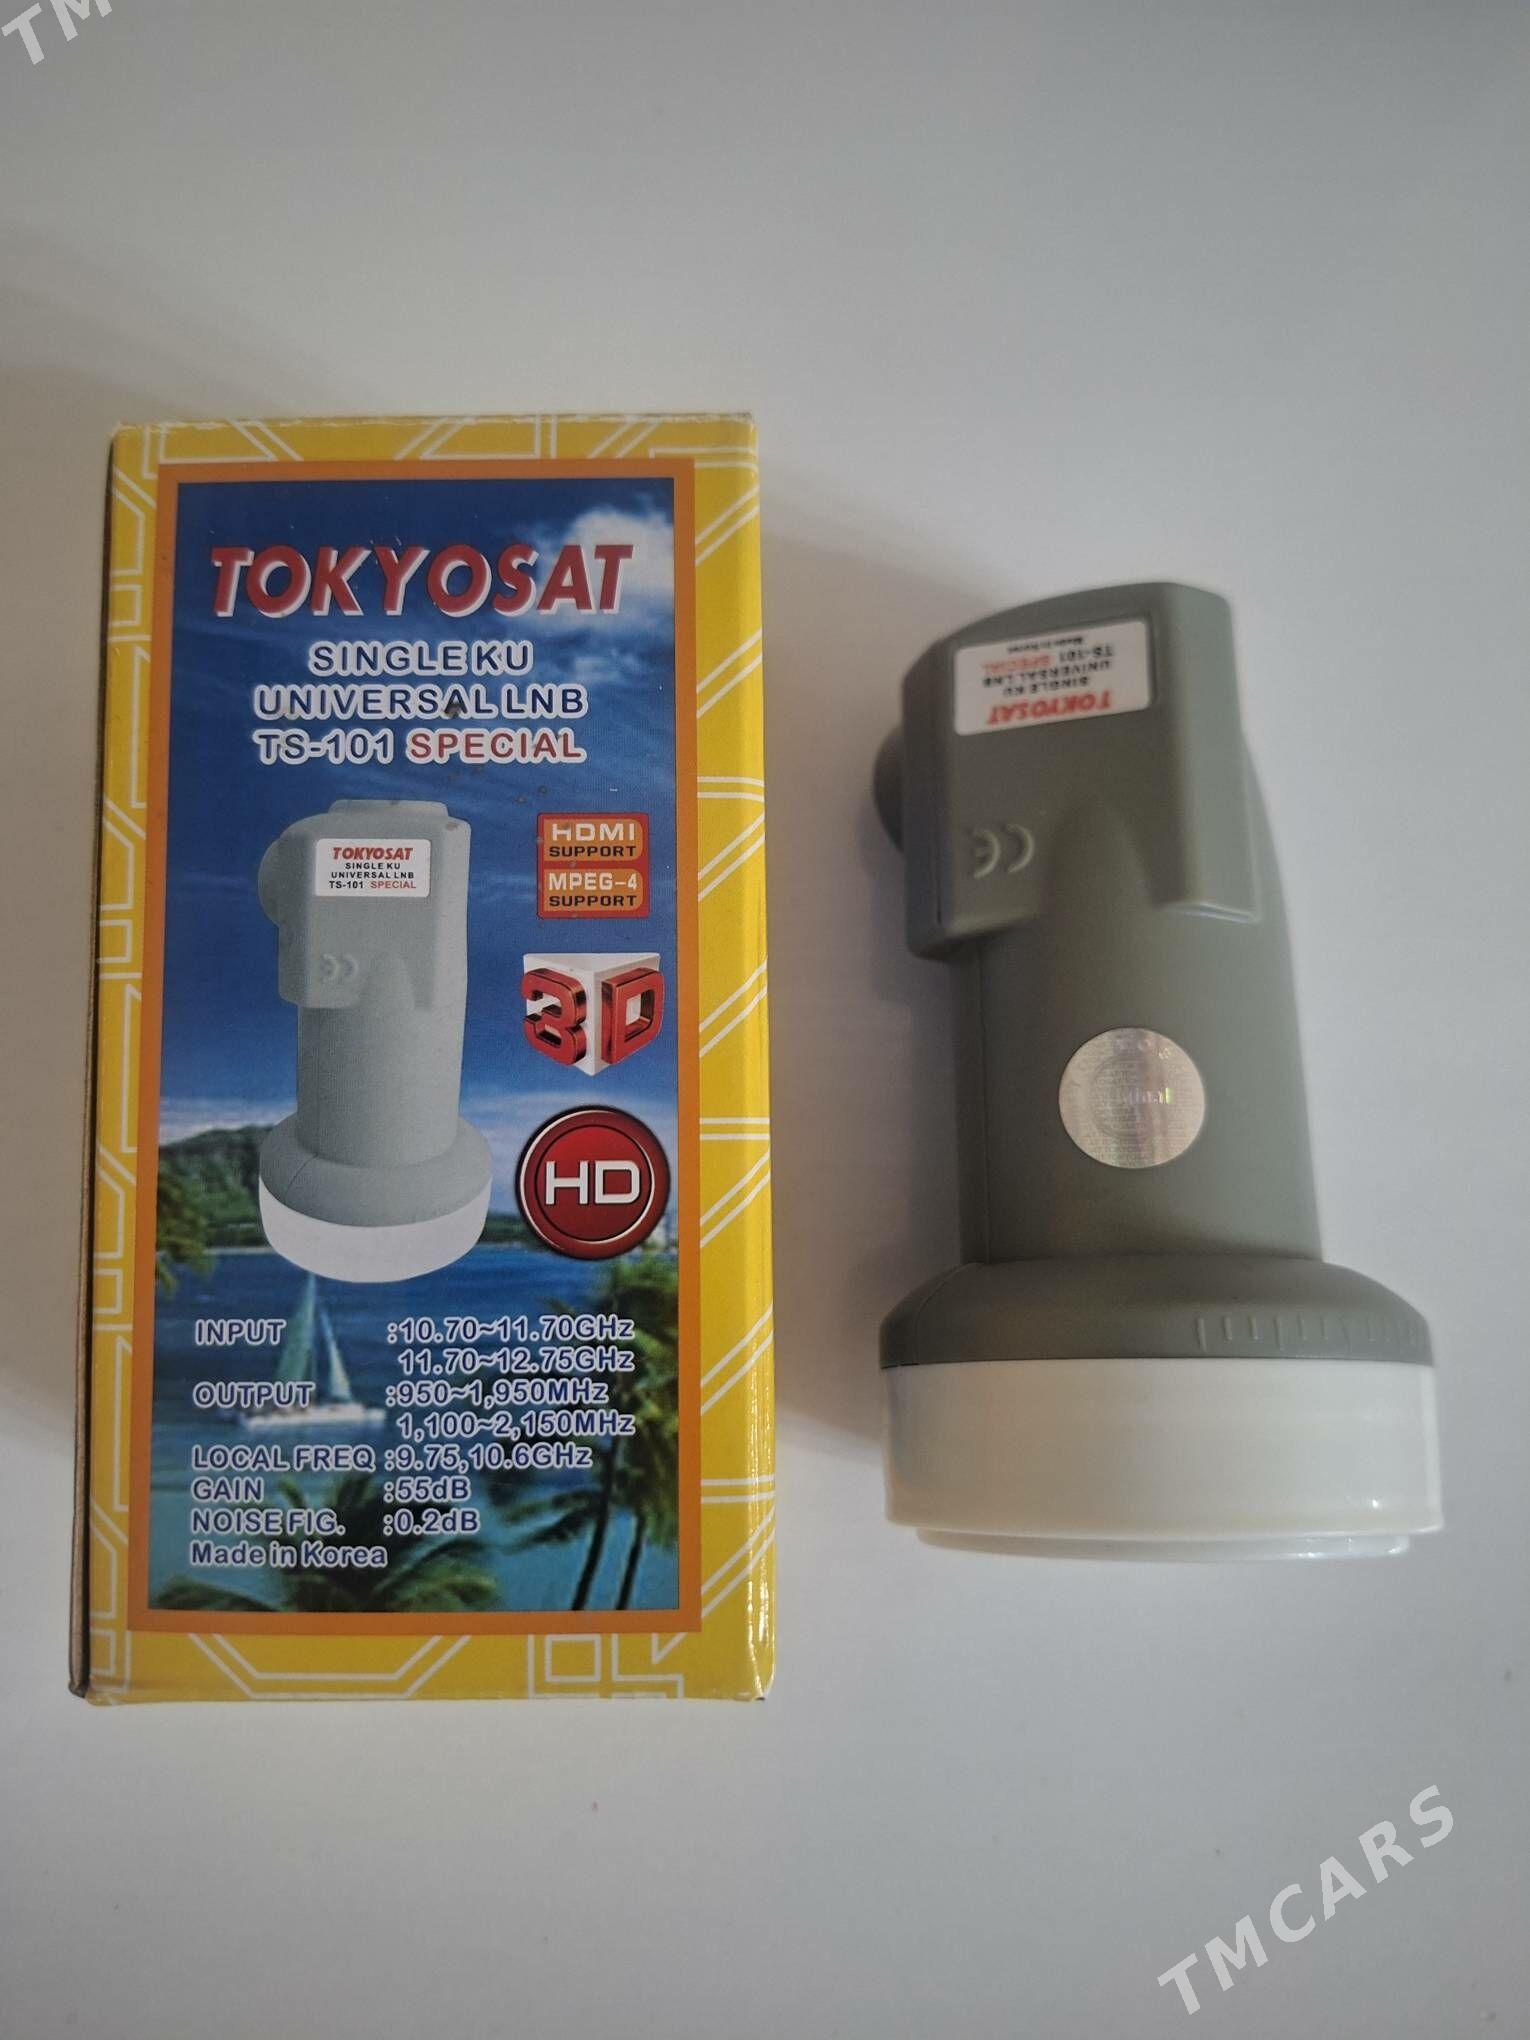 TM
TOKYOSAT
SINGLE KU
UNIVERSAL LNB
TS-101 SPECIAL
HDMI
SUPPORT
MPEG-4
SUPPORT
3D
HD
TOKYOSAT
SINGLE KU
UNIVERSAL LNB
TS-101 SPECIAL
INPUT :10.70~11.70GHz
11.70~12.75GHz
OUTPUT :950~1,950MHz
1,100~2,150MHz
LOCAL FREQ :9.75,10.6GHz
GAIN :55dB
NOISE FIG. :0.2dB
Made in Korea
TOKYOSAT
SINGLE KU
UNIVERSAL LNB
TS-101 SPECIAL
Made in Korea
TMCARS